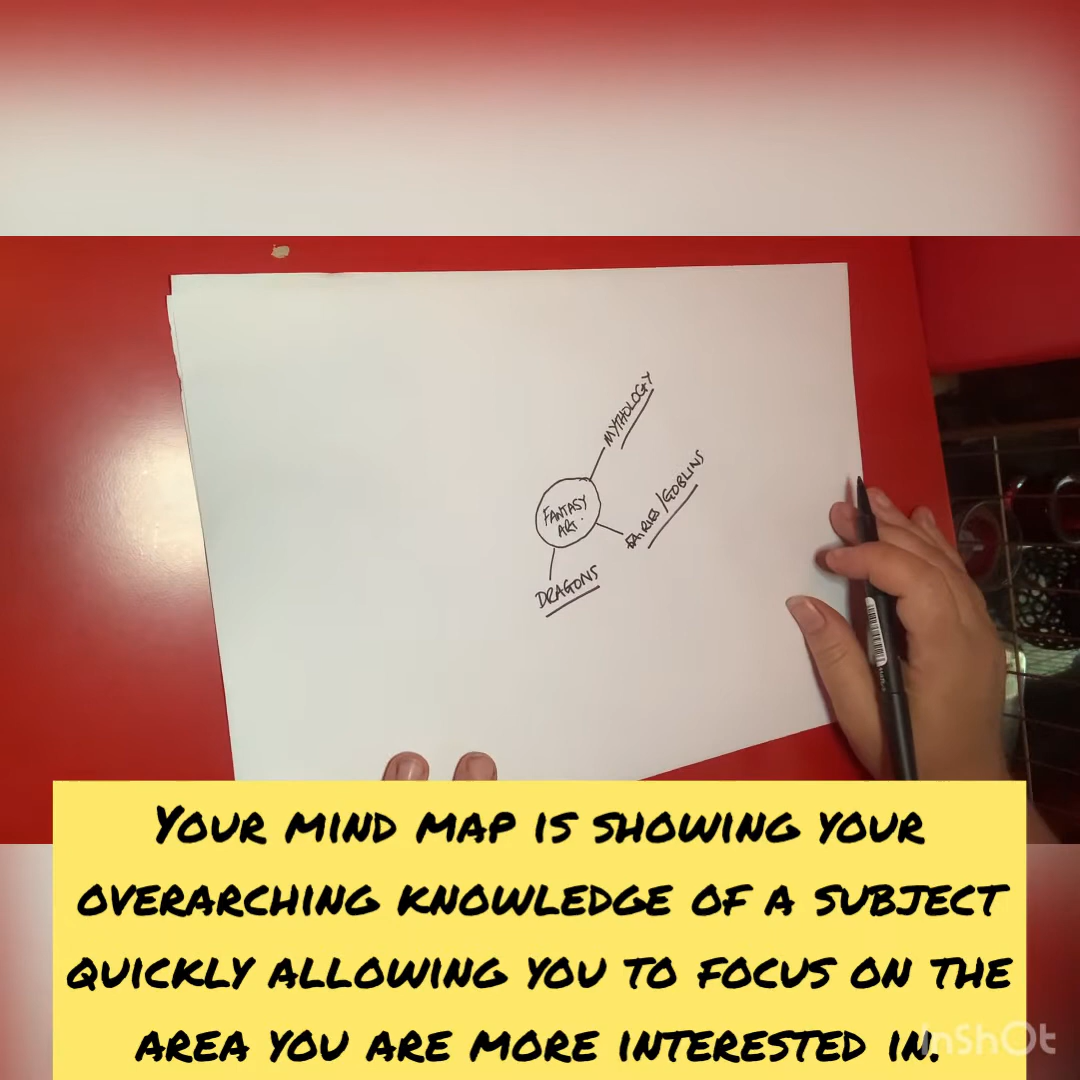 MYTHOLOGY
FAIRIES/GOBLINS
FANTASY
ART.
DRAGONS
YOUR MIND MAP IS SHOWING YOUR
OVERARCHING KNOWLEDGE OF A SUBJECT
QUICKLY ALLOWING YOU TO FOCUS ON THE
AREA YOU ARE MORE INTERESTED IN.
InShOt